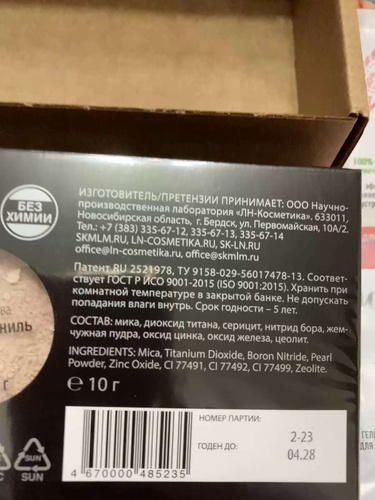 100%
БЕЗ
ХИМИИ
ИЗГОТОВИТЕЛЬ/ПРЕТЕНЗИИ ПРИНИМАЕТ: ООО Научно-
производственная лаборатория «ЛН-Косметика», 633011,
Новосибирская область, г. Бердск, ул. Первомайская, 10А/2.
Тел.: +7 (383) 335-67-12, 335-67-13, 335-67-14
SKMLM.RU, LN-COSMETIKA.RU, SK-LN.RU
office@ln-cosmetika.ru, office@skmlm.ru
Патент RU 2521978, ТУ 9158-029-56017478-13. Соответ-
ствует ГОСТ Р ИСО 9001-2015 (ISO 9001:2015). Хранить при
комнатной температуре в закрытой банке. Не допускать
попадания влаги внутрь. Срок годности – 5 лет.
СОСТАВ: мика, диоксид титана, серицит, нитрид бора, жем-
чужная пудра, оксид цинка, оксид железа, цеолит.
INGREDIENTS: Mica, Titanium Dioxide, Boron Nitride, Pearl
Powder, Zinc Oxide, CI 77491, CI 77492, CI 77499, Zeolite.
℮ 10 г
НИЛЬ
г
НОМЕР ПАРТИИ: 2-23
ГОДЕН ДО: 04.28
4 670000 485235
SUN
SUN